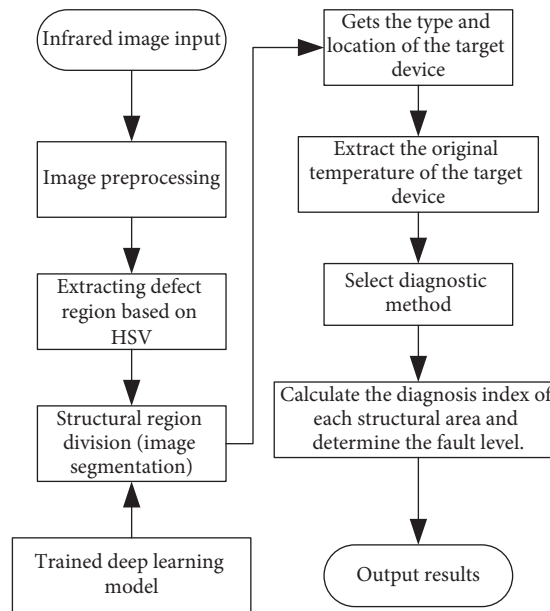 Infrared image input
Image preprocessing
Extracting defect
region based on
HSV
Structural region
division (image
segmentation)
Trained deep learning
model
Gets the type and
location of the target
device
Extract the original
temperature of the target
device
Select diagnostic
method
Calculate the diagnosis index of
each structural area and
determine the fault level.
Output results